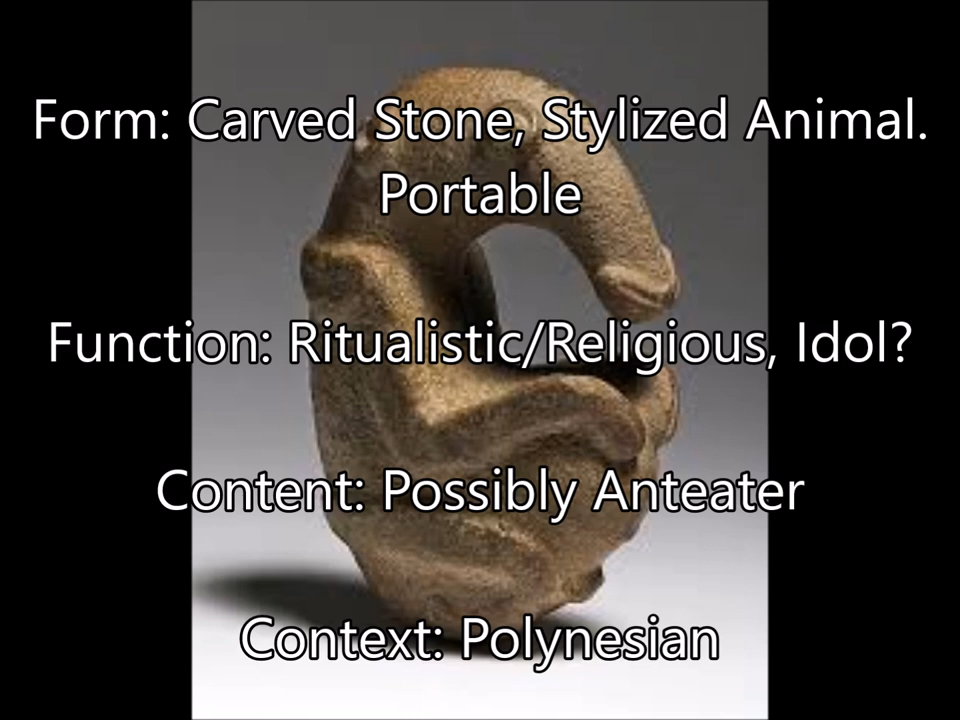 Form: Carved Stone, Stylized Animal.
Portable
Function: Ritualistic/Religious, Idol?
Content: Possibly Anteater
Context: Polynesian